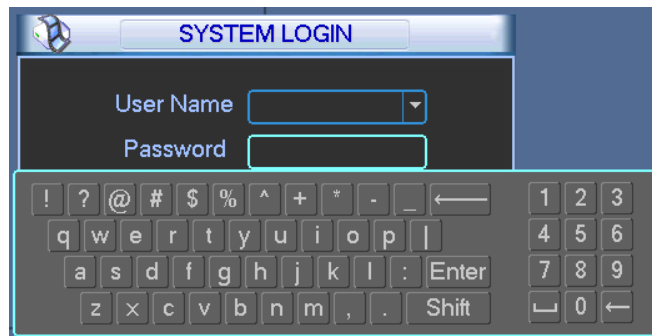 SYSTEM LOGIN
User Name
Password
! ? @ # $ % ^ + * - _ ← 1 2 3
q w e r t y u i o p | 4 5 6
a s d f g h j k l : Enter 7 8 9
z x c v b n m , . Shift ⎵ 0 ←